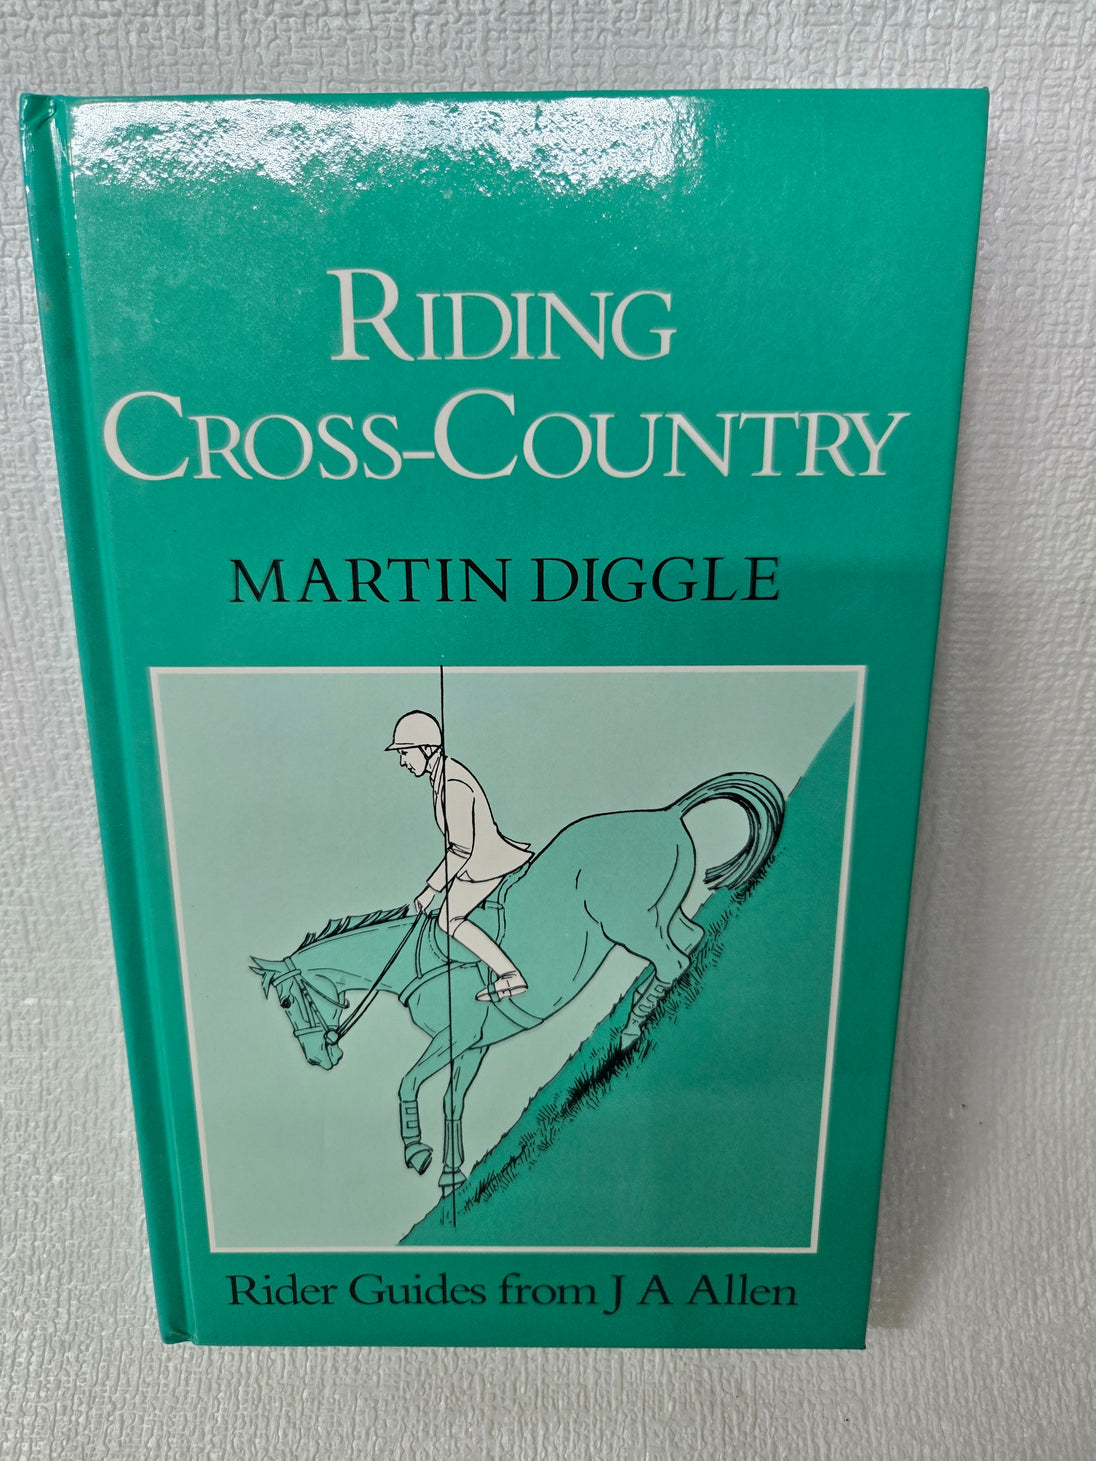 RIDING
CROSS-COUNTRY
MARTIN DIGGLE
Rider Guides from J A Allen